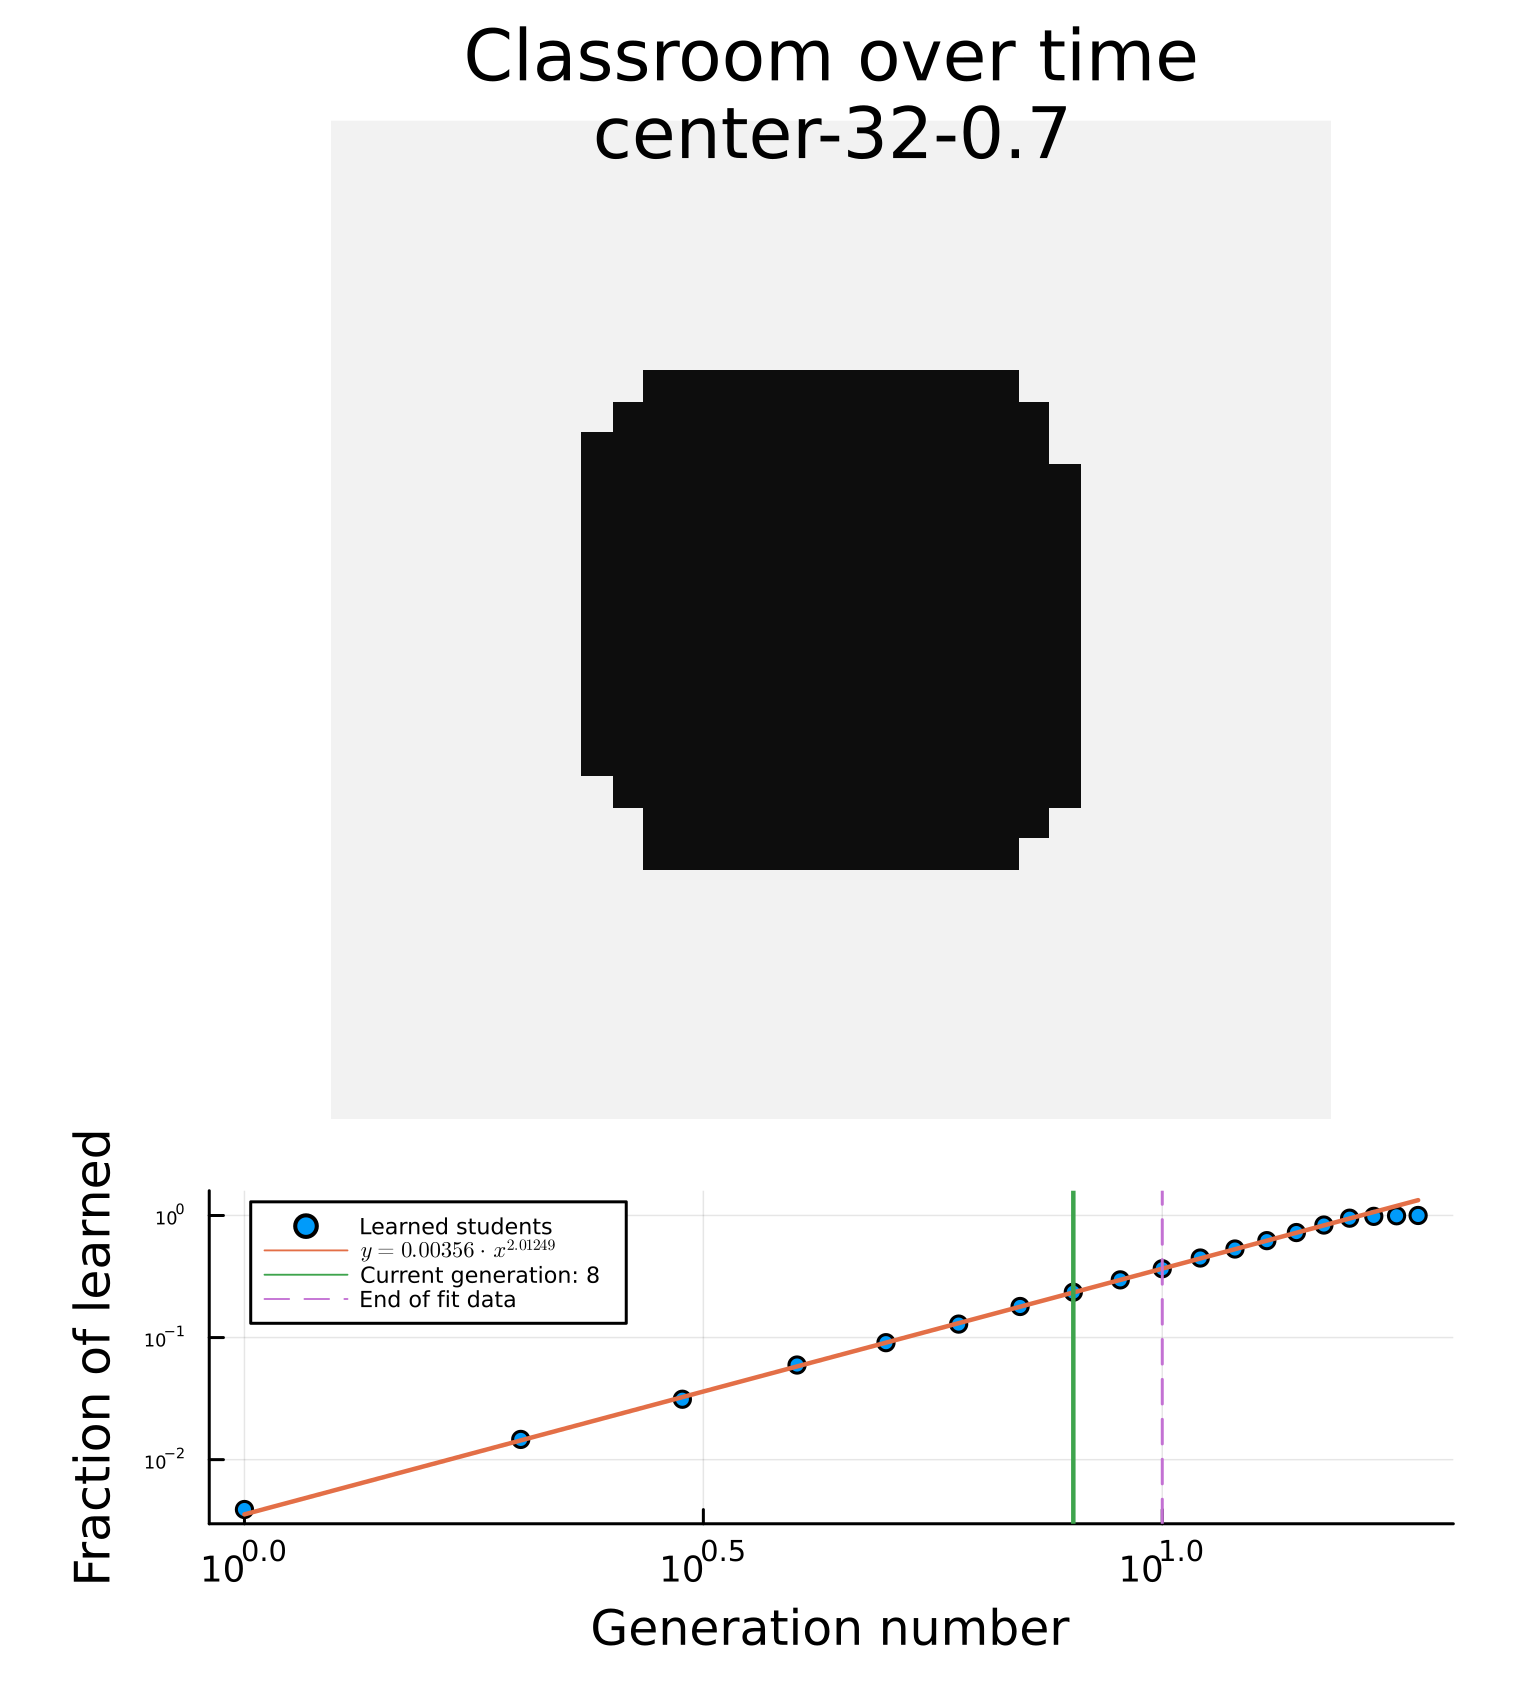 Classroom over time
center-32-0.7
Fraction of learned
10⁰
10⁻¹
10⁻²
Learned students
y = 0.00356 · x^2.01249
Current generation: 8
End of fit data
10^0.0 10^0.5 10^1.0
Generation number